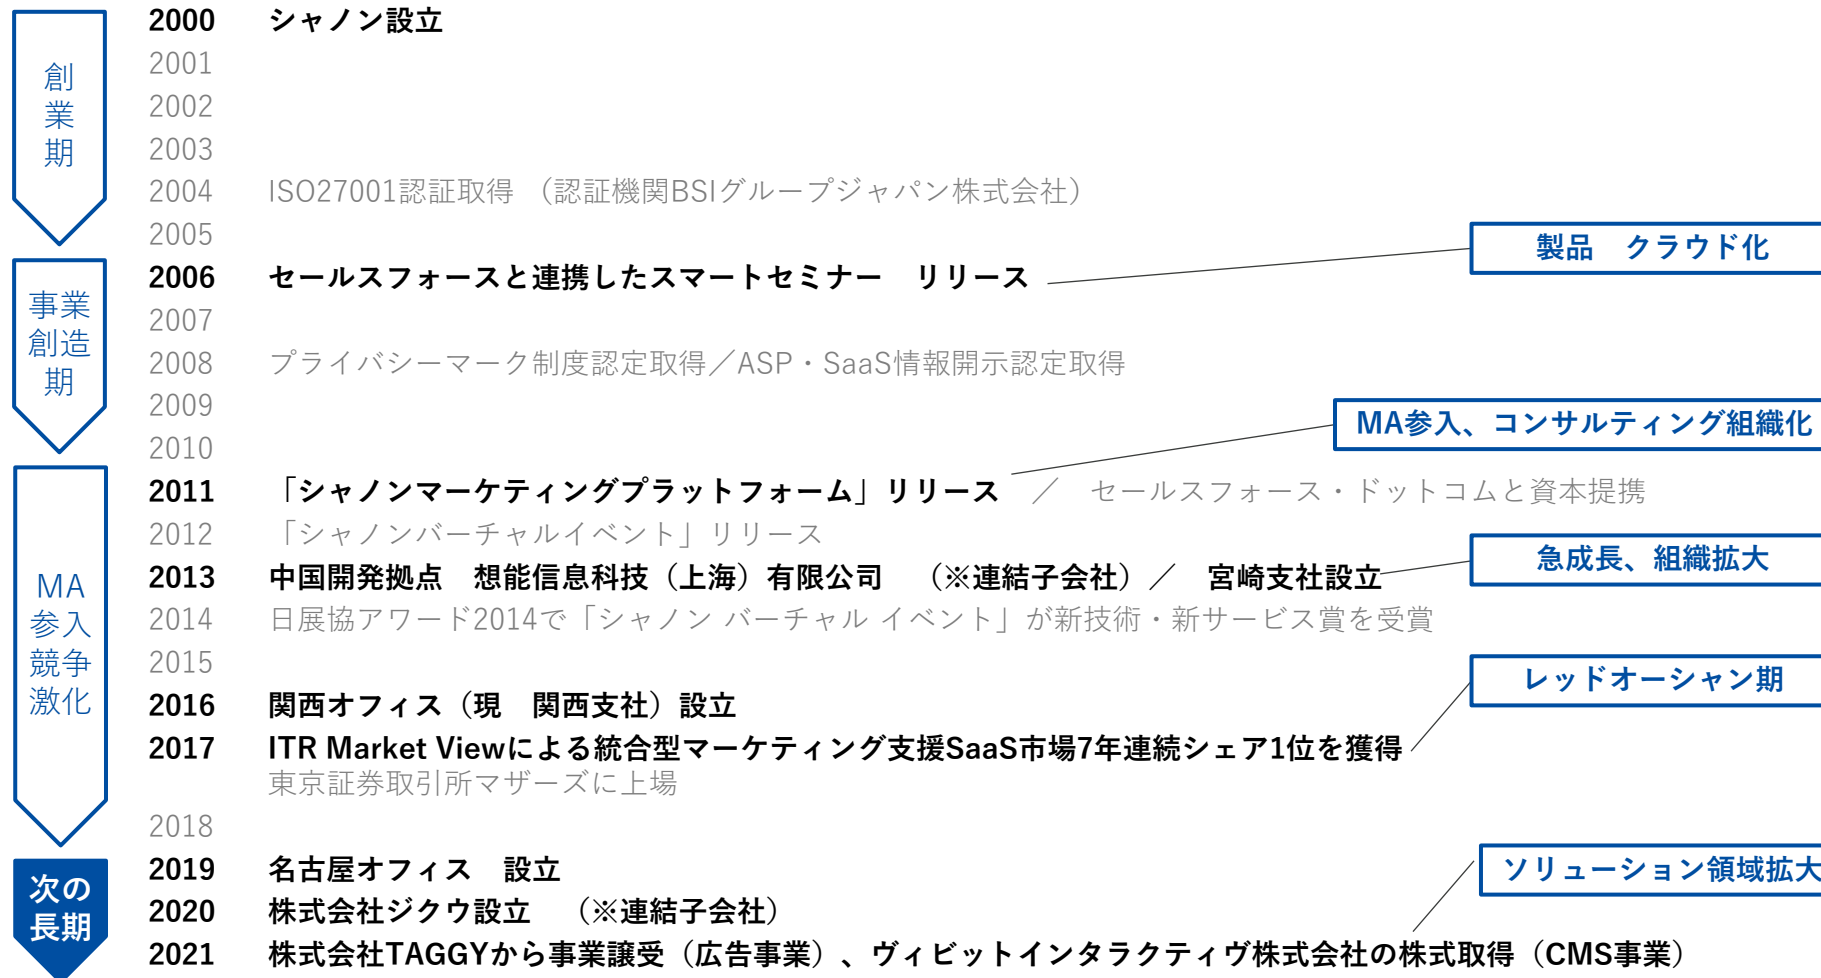 創業期
2000 シャノン設立
2001
2002
2003
2004 ISO27001認証取得 （認証機関BSIグループジャパン株式会社）
2005
製品　クラウド化
事業創造期
2006 セールスフォースと連携したスマートセミナー　リリース
2007
2008 プライバシーマーク制度認定取得／ASP・SaaS情報開示認定取得
2009
MA参入、コンサルティング組織化
2010
MA参入競争激化
2011 「シャノンマーケティングプラットフォーム」リリース　／　セールスフォース・ドットコムと資本提携
2012 「シャノンバーチャルイベント」リリース
急成長、組織拡大
2013 中国開発拠点　想能信息科技（上海）有限公司　（※連結子会社）／　宮崎支社設立
2014 日展協アワード2014で「シャノン バーチャル イベント」が新技術・新サービス賞を受賞
2015
レッドオーシャン期
2016 関西オフィス（現　関西支社）設立
2017 ITR Market Viewによる統合型マーケティング支援SaaS市場7年連続シェア1位を獲得
東京証券取引所マザーズに上場
2018
次の長期
2019 名古屋オフィス　設立
ソリューション領域拡大
2020 株式会社ジクウ設立　（※連結子会社）
2021 株式会社TAGGYから事業譲受（広告事業）、ヴィビットインタラクティヴ株式会社の株式取得（CMS事業）